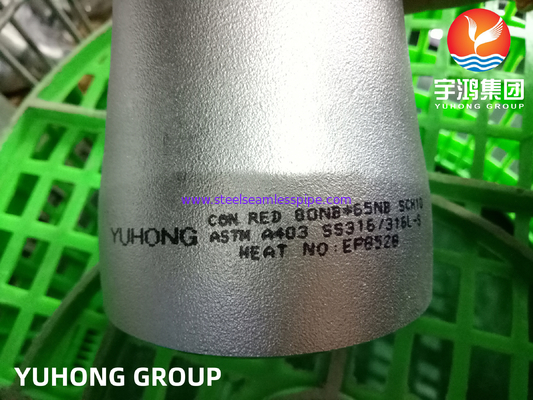 宇鸿集团
YUHONG GROUP
www.steelseamlesspipe.com
CON RED 80NB*65NB SCH10
YUHONG ASTM A403 SS316/316L-S
HEAT NO:EP8528
YUHONG GROUP